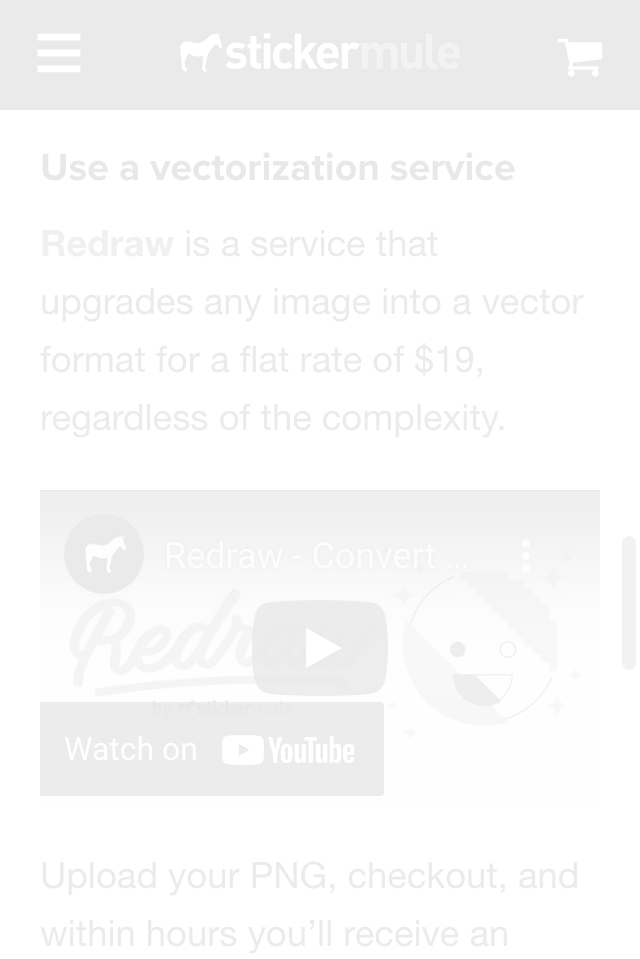 stickermule
Use a vectorization service
Redraw is a service that
upgrades any image into a vector
format for a flat rate of $19,
regardless of the complexity.
Redraw - Convert ...
Redraw
by stickermule
Watch on YouTube
Upload your PNG, checkout, and
within hours you’ll receive an